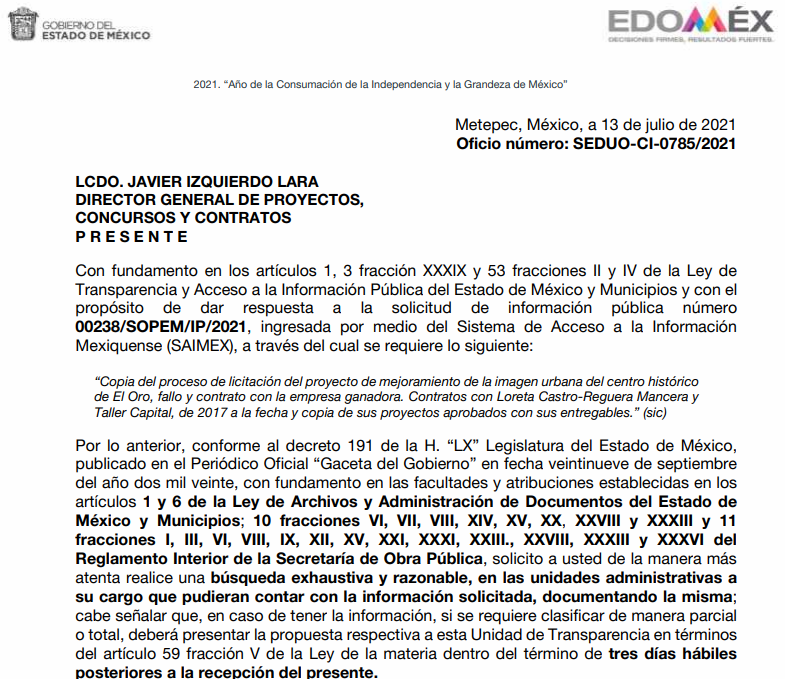 GOBIERNO DEL
ESTADO DE MÉXICO
EDOMÉX
DECISIONES FIRMES, RESULTADOS FUERTES.
2021. “Año de la Consumación de la Independencia y la Grandeza de México”
Metepec, México, a 13 de julio de 2021
Oficio número: SEDUO-CI-0785/2021
LCDO. JAVIER IZQUIERDO LARA
DIRECTOR GENERAL DE PROYECTOS,
CONCURSOS Y CONTRATOS
P R E S E N T E
Con fundamento en los artículos 1, 3 fracción XXXIX y 53 fracciones II y IV de la Ley de
Transparencia y Acceso a la Información Pública del Estado de México y Municipios y con el
propósito de dar respuesta a la solicitud de información pública número
00238/SOPEM/IP/2021, ingresada por medio del Sistema de Acceso a la Información
Mexiquense (SAIMEX), a través del cual se requiere lo siguiente:
“Copia del proceso de licitación del proyecto de mejoramiento de la imagen urbana del centro histórico
de El Oro, fallo y contrato con la empresa ganadora. Contratos con Loreta Castro-Reguera Mancera y
Taller Capital, de 2017 a la fecha y copia de sus proyectos aprobados con sus entregables.” (sic)
Por lo anterior, conforme al decreto 191 de la H. “LX” Legislatura del Estado de México,
publicado en el Periódico Oficial “Gaceta del Gobierno” en fecha veintinueve de septiembre
del año dos mil veinte, con fundamento en las facultades y atribuciones establecidas en los
artículos 1 y 6 de la Ley de Archivos y Administración de Documentos del Estado de
México y Municipios; 10 fracciones VI, VII, VIII, XIV, XV, XX, XXVIII y XXXIII y 11
fracciones I, III, VI, VIII, IX, XII, XV, XXI, XXXI, XXIII., XXVIII, XXXIII y XXXVI del
Reglamento Interior de la Secretaría de Obra Pública, solicito a usted de la manera más
atenta realice una búsqueda exhaustiva y razonable, en las unidades administrativas a
su cargo que pudieran contar con la información solicitada, documentando la misma;
cabe señalar que, en caso de tener la información, si se requiere clasificar de manera parcial
o total, deberá presentar la propuesta respectiva a esta Unidad de Transparencia en términos
del artículo 59 fracción V de la Ley de la materia dentro del término de tres días hábiles
posteriores a la recepción del presente.